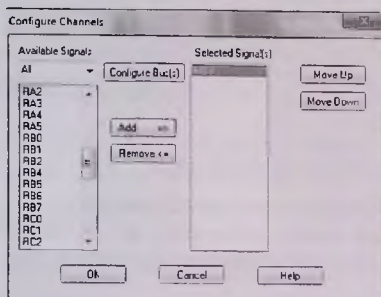 Configure Channels
Available Signals
Selected Signal(s)
All
Configure Bus(s)
Move Up
Move Down
RA2
RA3
RA4
RA5
RB0
RB1
RB2
RB4
RB5
RB6
RB7
RC0
RC1
RC2
Add =>
Remove <=
OK
Cancel
Help